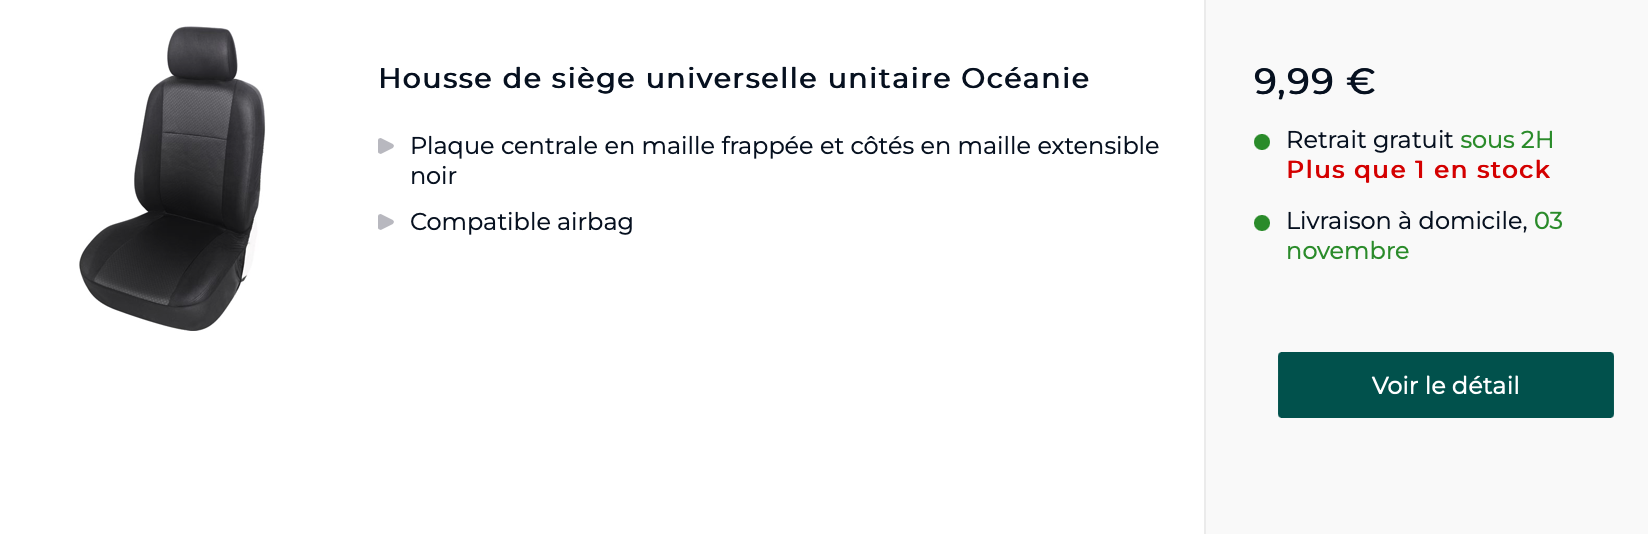 Housse de siège universelle unitaire Océanie
Plaque centrale en maille frappée et côtés en maille extensible
noir
Compatible airbag
9,99 €
Retrait gratuit sous 2H
Plus que 1 en stock
Livraison à domicile, 03
novembre
Voir le détail